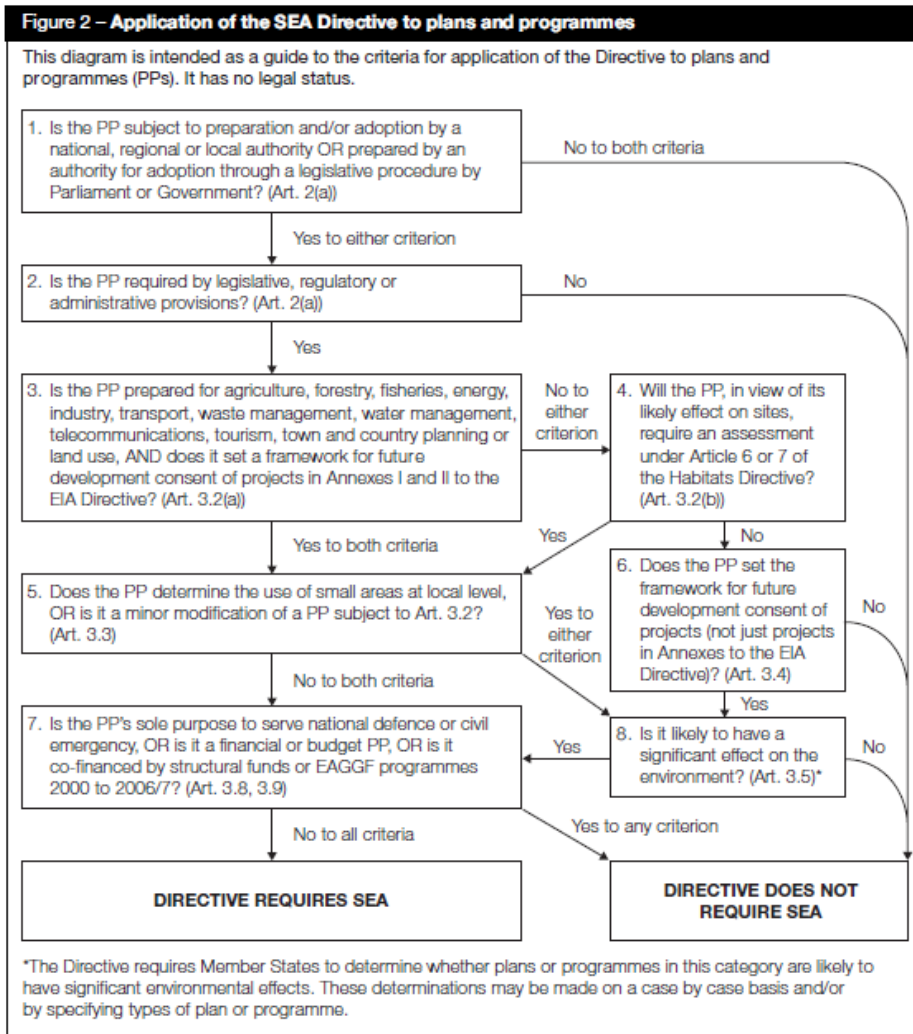 Figure 2 – Application of the SEA Directive to plans and programmes
This diagram is intended as a guide to the criteria for application of the Directive to plans and
programmes (PPs). It has no legal status.
1. Is the PP subject to preparation and/or adoption by a
national, regional or local authority OR prepared by an
authority for adoption through a legislative procedure by
Parliament or Government? (Art. 2(a))
No to both criteria
Yes to either criterion
2. Is the PP required by legislative, regulatory or
administrative provisions? (Art. 2(a))
No
Yes
3. Is the PP prepared for agriculture, forestry, fisheries, energy,
industry, transport, waste management, water management,
telecommunications, tourism, town and country planning or
land use, AND does it set a framework for future
development consent of projects in Annexes I and II to the
EIA Directive? (Art. 3.2(a))
No to
either
criterion
4. Will the PP, in view of its
likely effect on sites,
require an assessment
under Article 6 or 7 of
the Habitats Directive?
(Art. 3.2(b))
Yes to both criteria
Yes
No
5. Does the PP determine the use of small areas at local level,
OR is it a minor modification of a PP subject to Art. 3.2?
(Art. 3.3)
Yes to
either
criterion
6. Does the PP set the
framework for future
development consent of
projects (not just projects
in Annexes to the EIA
Directive)? (Art. 3.4)
No
No to both criteria
Yes
7. Is the PP's sole purpose to serve national defence or civil
emergency, OR is it a financial or budget PP, OR is it
co-financed by structural funds or EAGGF programmes
2000 to 2006/7? (Art. 3.8, 3.9)
Yes
8. Is it likely to have a
significant effect on the
environment? (Art. 3.5)*
No
No to all criteria
Yes to any criterion
DIRECTIVE REQUIRES SEA
DIRECTIVE DOES NOT
REQUIRE SEA
*The Directive requires Member States to determine whether plans or programmes in this category are likely to
have significant environmental effects. These determinations may be made on a case by case basis and/or
by specifying types of plan or programme.